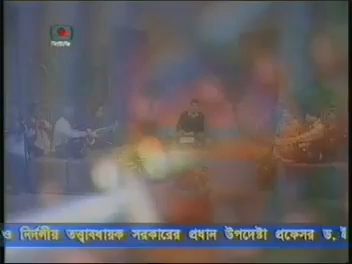 বিটিভি
ও নির্দলীয় তত্ত্বাবধায়ক সরকারের প্রধান উপদেষ্টা প্রফেসর ড.